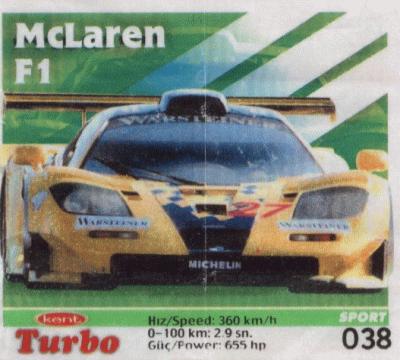 McLaren
F1
WARSTEINER
27
WARSTEINER
WARSTEINER
MICHELIN
kent
Turbo
Hız/Speed: 360 km/h
0-100 km: 2.9 sn.
Güç/Power: 655 hp
SPORT
038